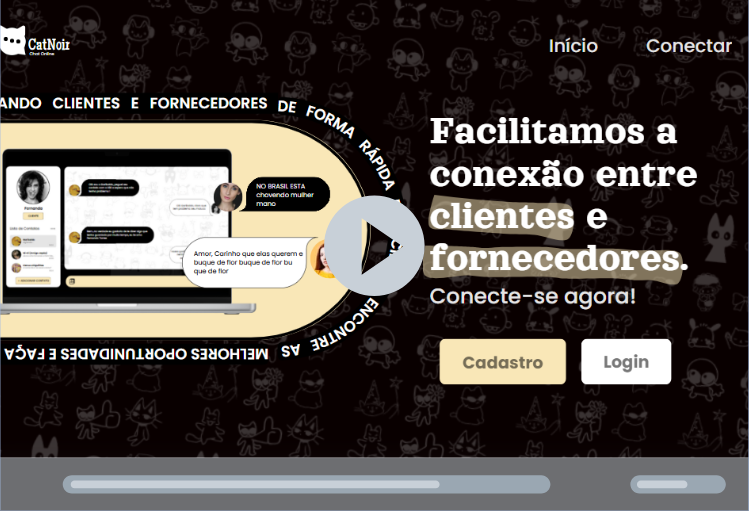 CatNoir
Chat Online
Início
Conectar
ANDO CLIENTES E FORNECEDORES DE FORMA RÁPIDA
ENCONTRE AS MELHORES OPORTUNIDADES E FAÇA
NO BRASIL ESTA
chovendo mulher
mano
Amor, Carinho que elas querem e
buque de flor buque de flor bu
que de flor
Facilitamos a
conexão entre
clientes e
fornecedores.
Conecte-se agora!
Cadastro
Login